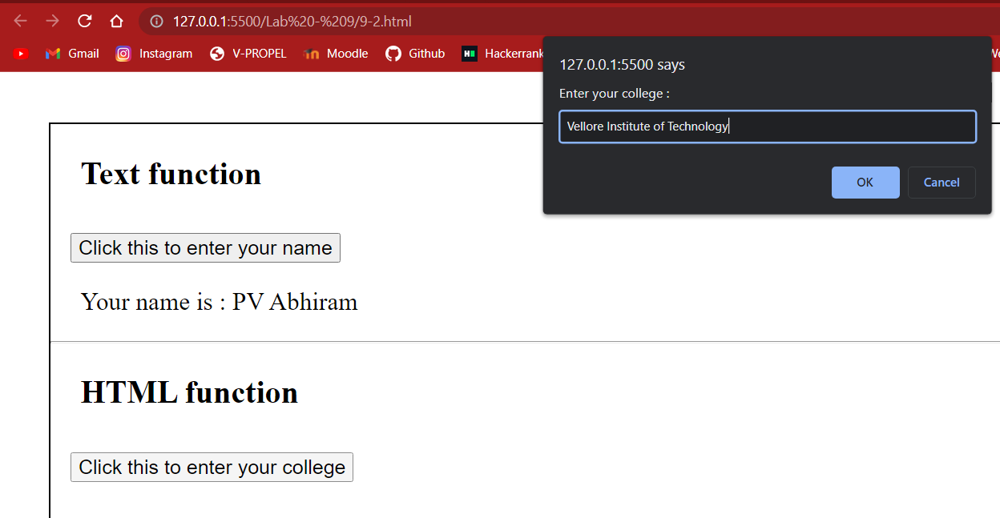 127.0.0.1:5500/Lab%20-%209/9-2.html
Gmail Instagram V-PROPEL Moodle Github Hackerrank
127.0.0.1:5500 says
Enter your college :
Vellore Institute of Technology
OK Cancel
Text function
Click this to enter your name
Your name is : PV Abhiram
HTML function
Click this to enter your college